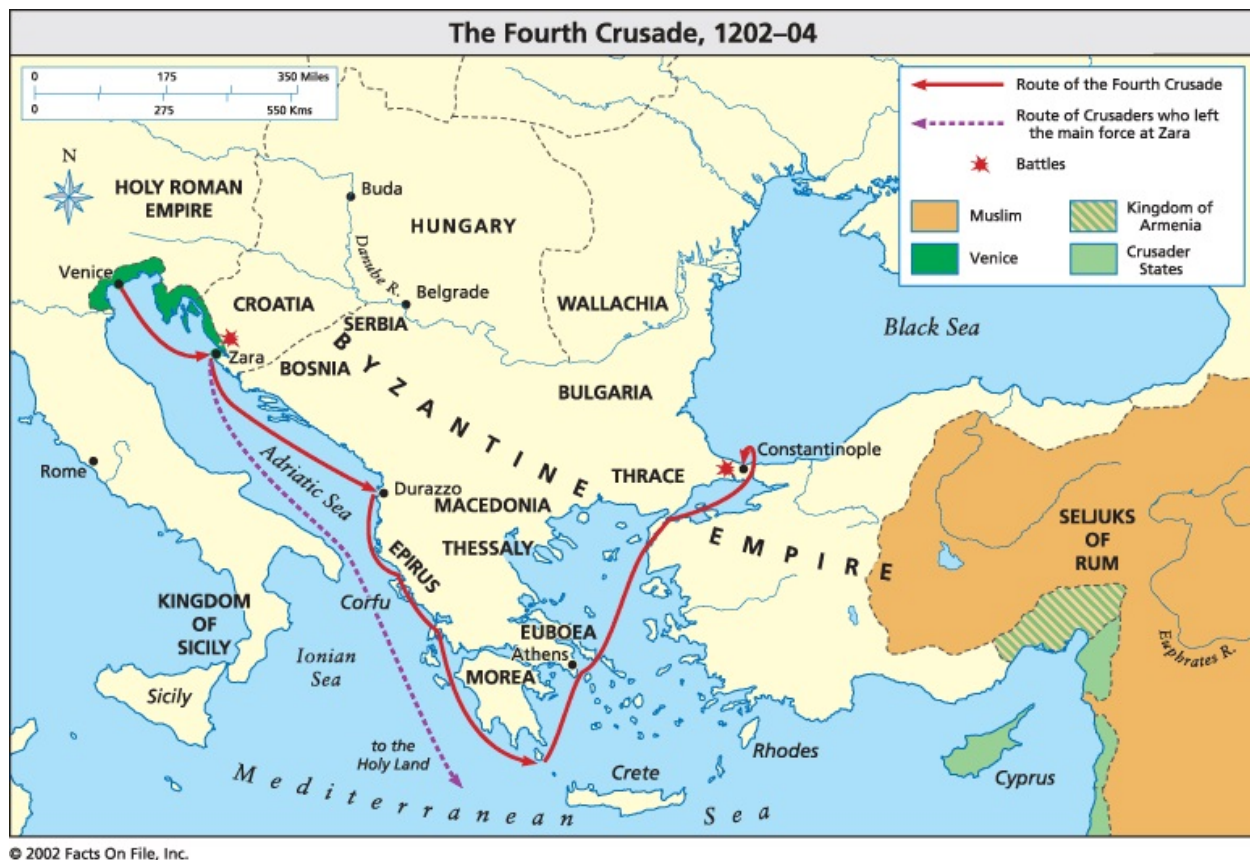 The Fourth Crusade, 1202–04
0 175 350 Miles
0 275 550 Kms
Route of the Fourth Crusade
Route of Crusaders who left
the main force at Zara
Battles
Muslim
Kingdom of
Armenia
Venice
Crusader
States
N
HOLY ROMAN
EMPIRE
Buda
HUNGARY
Danube R.
Venice
Belgrade
CROATIA
SERBIA
WALLACHIA
Black Sea
Zara
BOSNIA
BYZANTINE
EMPIRE
BULGARIA
Constantinople
Rome
Adriatic Sea
Durazzo
THRACE
MACEDONIA
THESSALY
EPIRUS
SELJUKS
OF
RUM
Corfu
KINGDOM
OF
SICILY
Ionian
Sea
EUBOEA
Athens
MOREA
Euphrates R.
Sicily
to the
Holy Land
Rhodes
Crete
Cyprus
Mediterranean Sea
© 2002 Facts On File, Inc.